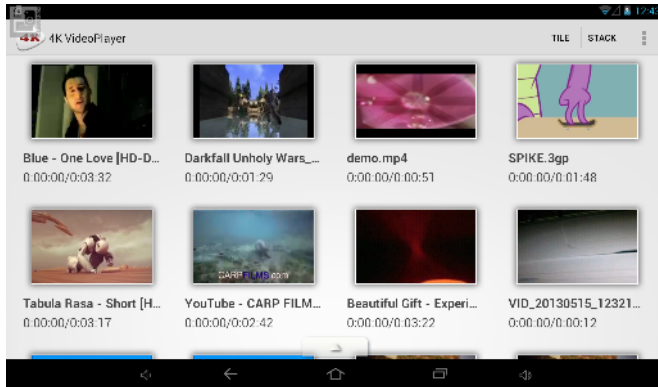 12:43
4K 4K VideoPlayer
TILE STACK
Blue - One Love [HD-D...
0:00:00/0:03:32
Darkfall Unholy Wars_...
0:00:00/0:01:29
demo.mp4
0:00:00/0:00:51
SPIKE.3gp
0:00:00/0:01:48
CARPFILMS.com
Tabula Rasa - Short [H...
0:00:00/0:03:17
YouTube - CARP FILM...
0:00:00/0:02:42
Beautiful Gift - Experi...
0:00:00/0:03:22
VID_20130515_12321...
0:00:00/0:00:12